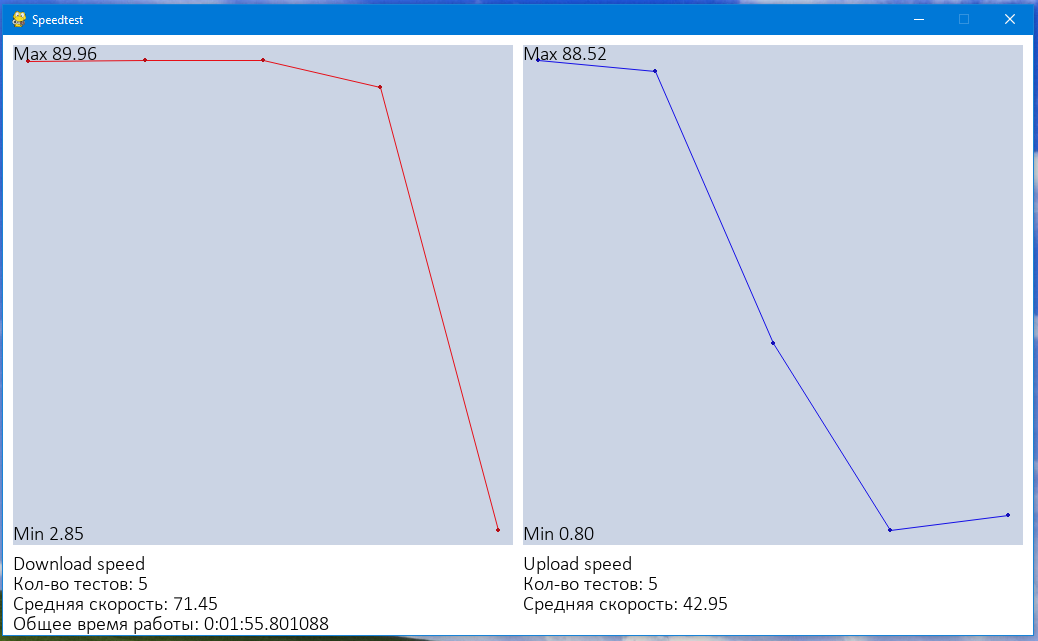 Speedtest
Max 89.96
Min 2.85
Download speed
Кол-во тестов: 5
Средняя скорость: 71.45
Общее время работы: 0:01:55.801088
Max 88.52
Min 0.80
Upload speed
Кол-во тестов: 5
Средняя скорость: 42.95